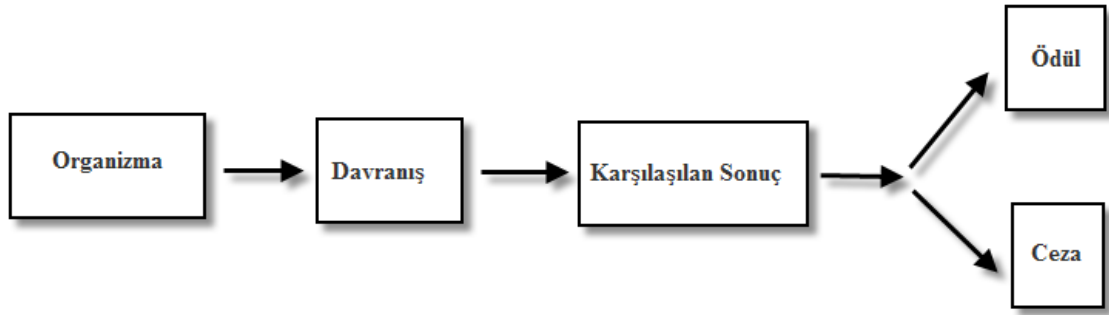 Organizma
Davranış
Karşılaşılan Sonuç
Ödül
Ceza